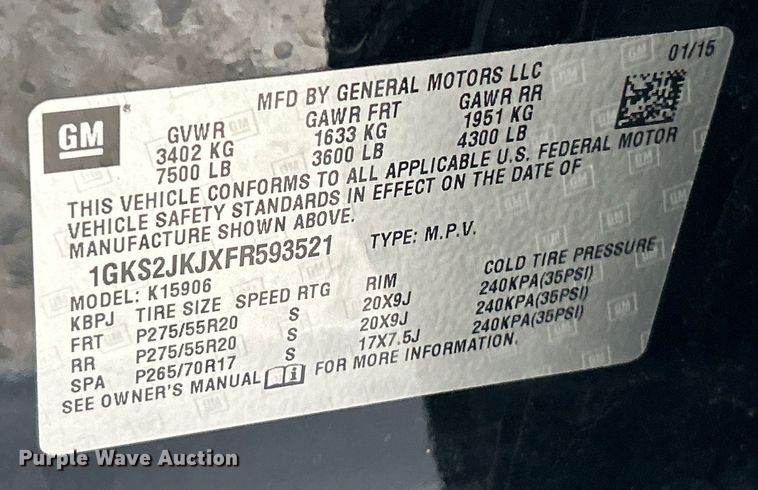 01/15
MFD BY GENERAL MOTORS LLC
GM®
GVWR GAWR FRT GAWR RR
3402 KG 1633 KG 1951 KG
7500 LB 3600 LB 4300 LB
THIS VEHICLE CONFORMS TO ALL APPLICABLE U.S. FEDERAL MOTOR
VEHICLE SAFETY STANDARDS IN EFFECT ON THE DATE OF
MANUFACTURE SHOWN ABOVE.
1GKS2JKJXFR593521 TYPE: M.P.V.
MODEL: K15906
KBPJ TIRE SIZE SPEED RTG RIM COLD TIRE PRESSURE
FRT P275/55R20 S 20X9J 240KPA(35PSI)
RR P275/55R20 S 20X9J 240KPA(35PSI)
SPA P265/70R17 S 17X7.5J 240KPA(35PSI)
SEE OWNER'S MANUAL FOR MORE INFORMATION.
Purple Wave Auction